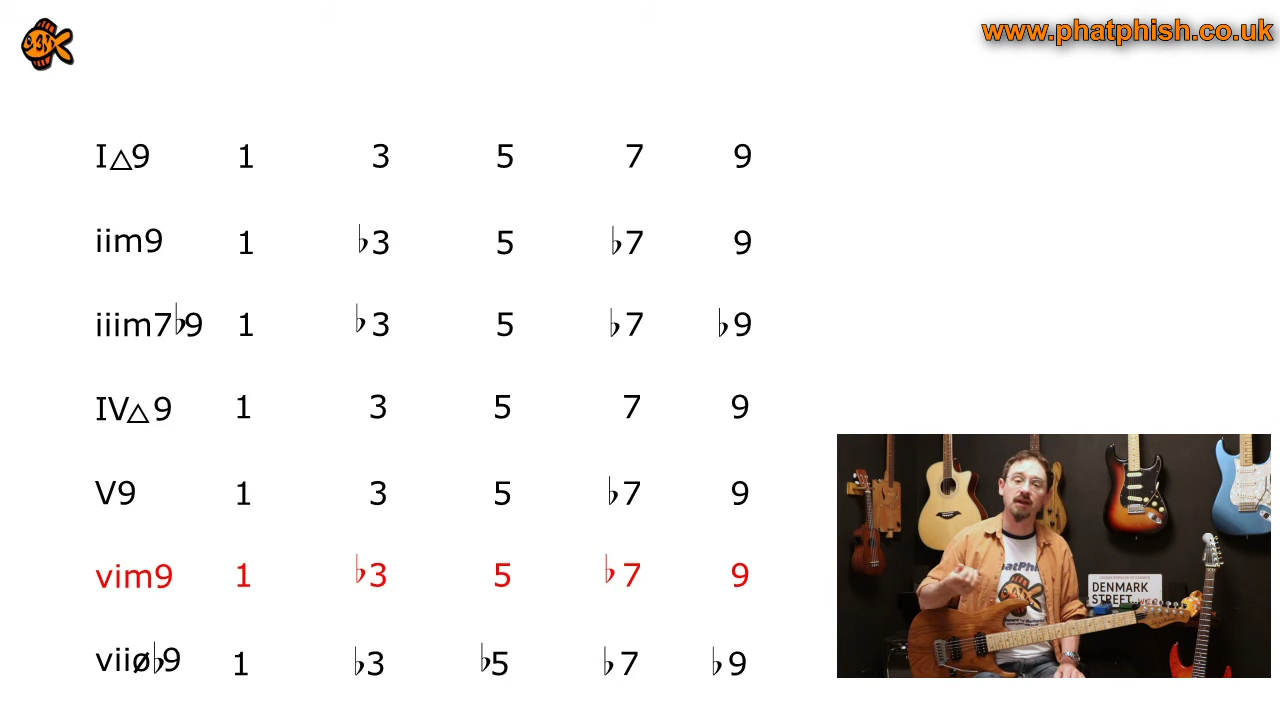 www.phatphish.co.uk
I△9 1 3 5 7 9
iim9 1 ♭3 5 ♭7 9
iiim7♭9 1 ♭3 5 ♭7 ♭9
IV△9 1 3 5 7 9
V9 1 3 5 ♭7 9
vim9 1 ♭3 5 ♭7 9
viiø♭9 1 ♭3 ♭5 ♭7 ♭9
DENMARK
STREET